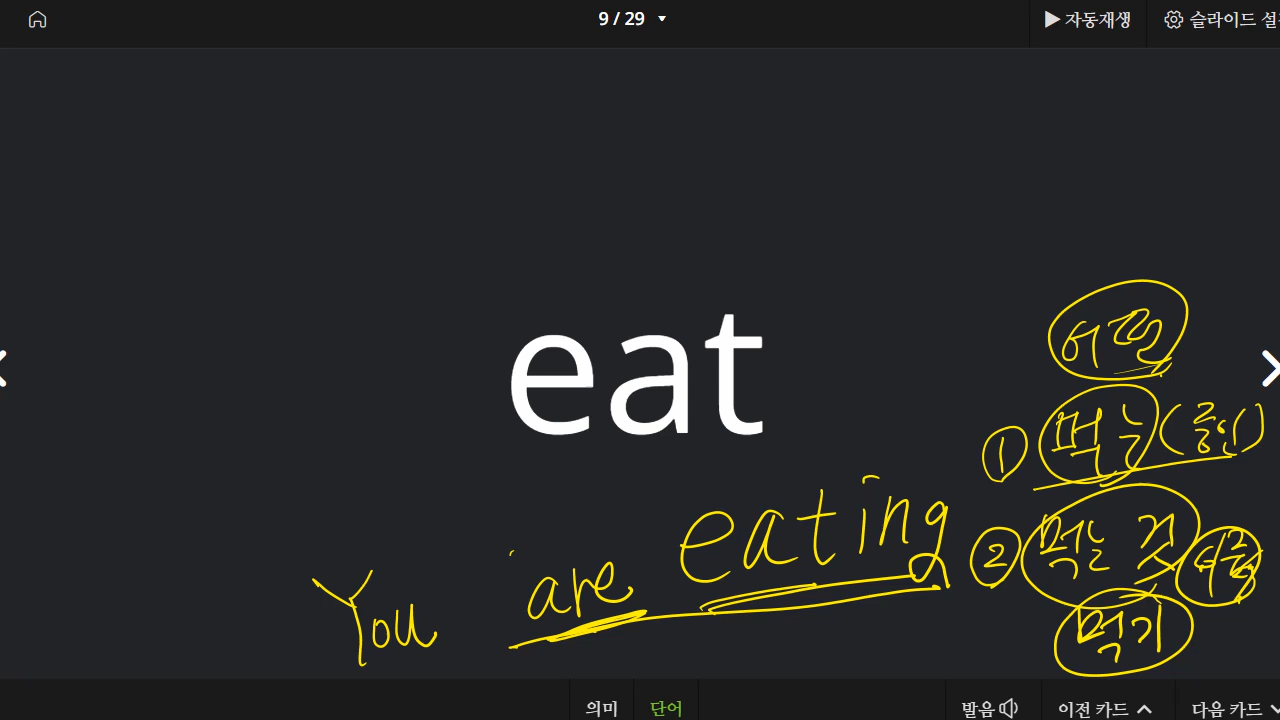 9 / 29
자동재생
슬라이드 설
eat
어떤
① 먹는 (중인)
You are eating
② 먹는 것
먹기
의미
단어
발음
이전 카드
다음 카드